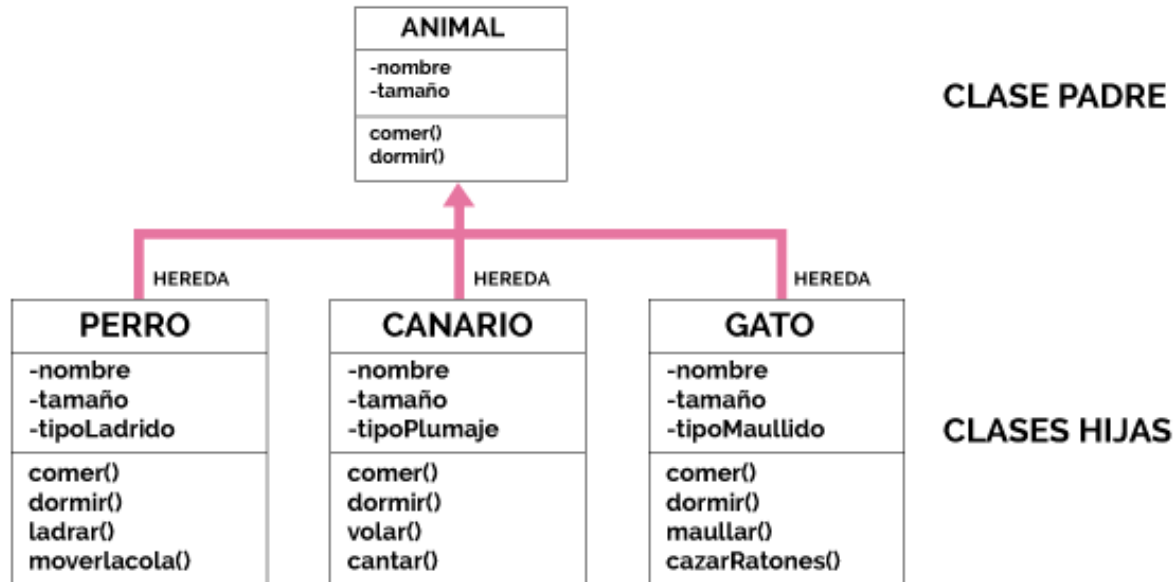 ANIMAL
-nombre
-tamaño
comer()
dormir()
CLASE PADRE
HEREDA
HEREDA
HEREDA
PERRO
-nombre
-tamaño
-tipoLadrido
comer()
dormir()
ladrar()
moverlacola()
CANARIO
-nombre
-tamaño
-tipoPlumaje
comer()
dormir()
volar()
cantar()
GATO
-nombre
-tamaño
-tipoMaullido
comer()
dormir()
maullar()
cazarRatones()
CLASES HIJAS